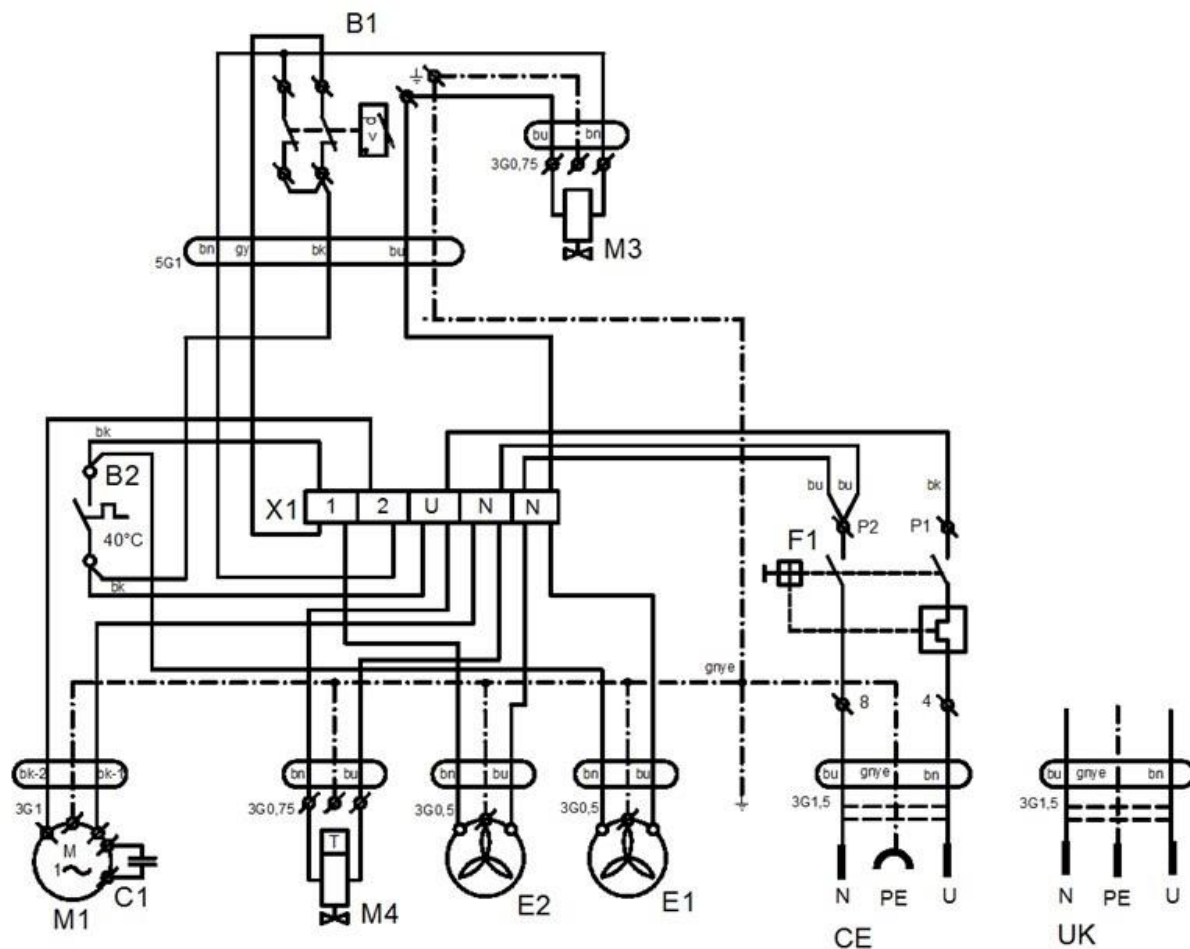 B1
p
v
bu
bn
3G0,75
M3
bn
gy
bk
bu
5G1
bk
B2
40°C
bk
X1
1
2
U
N
N
bu
bu
bk
P2
P1
F1
gnye
8
4
bk-2
bk-1
3G1
M
1
M1
C1
bn
bu
3G0,75
T
M4
bn
bu
3G0,5
E2
bn
bu
3G0,5
E1
bu
gnye
bn
3G1,5
N
PE
U
CE
bu
gnye
bn
3G1,5
N
PE
U
UK